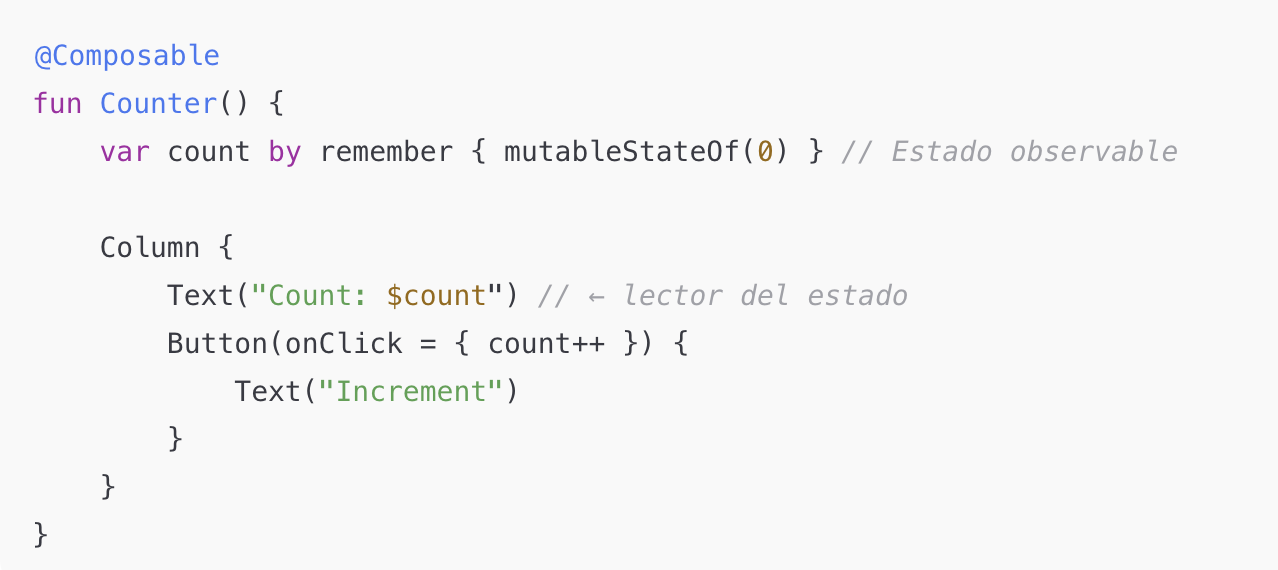 @Composable
fun Counter() {
    var count by remember { mutableStateOf(0) } // Estado observable
    Column {
        Text("Count: $count") // ← lector del estado
        Button(onClick = { count++ }) {
            Text("Increment")
        }
    }
}